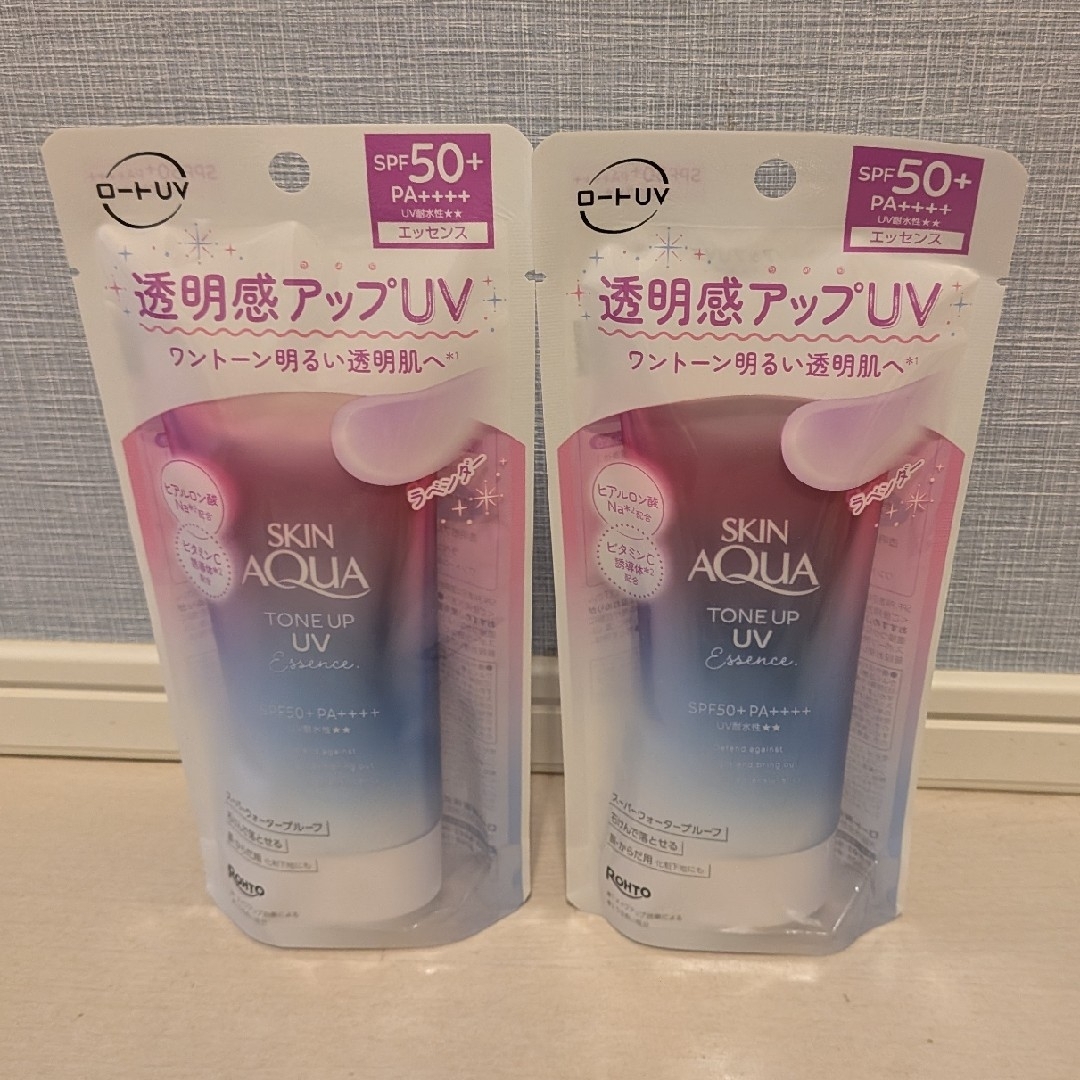 ロートUV
SPF50+
PA++++
UV耐水性★★
エッセンス
透明感アップUV
ワントーン明るい透明肌へ*1
ラベンダー
ヒアルロン酸
Na*2配合
ビタミンC
誘導体*2
配合
SKIN
AQUA
TONE UP
UV
Essence.
SPF50+PA++++
UV耐水性★★
スーパーウォータープルーフ
石けんで落とせる
顔・からだ用 化粧下地にも
ROHTO
ロートUV
SPF50+
PA++++
UV耐水性★★
エッセンス
透明感アップUV
ワントーン明るい透明肌へ*1
ラベンダー
ヒアルロン酸
Na*2配合
ビタミンC
誘導体*2
配合
SKIN
AQUA
TONE UP
UV
Essence.
SPF50+PA++++
UV耐水性★★
Defend against
スーパーウォータープルーフ
石けんで落とせる
顔・からだ用 化粧下地にも
ROHTO